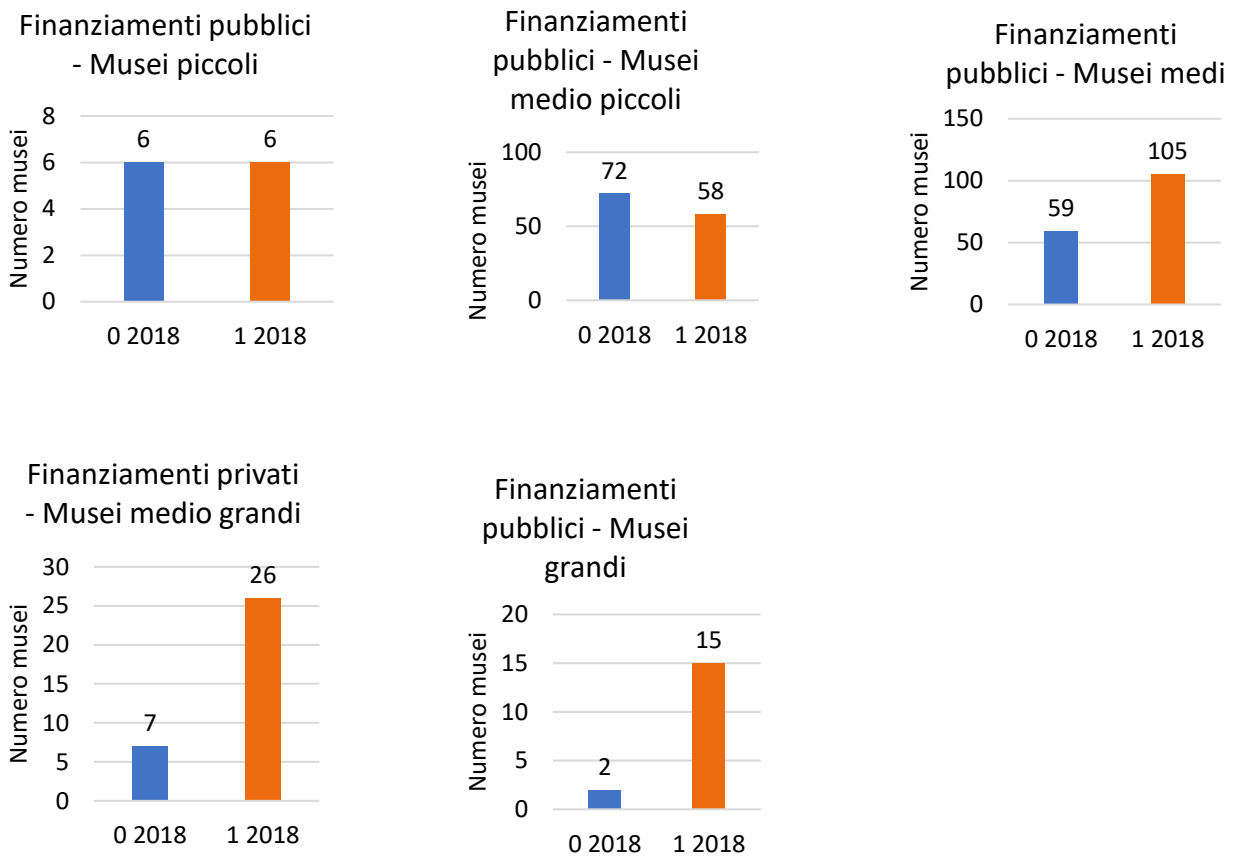 Finanziamenti pubblici
- Musei piccoli
Numero musei
8
6
4
2
0
6
6
0 2018
1 2018
Finanziamenti
pubblici - Musei
medio piccoli
Numero musei
100
50
0
72
58
0 2018
1 2018
Finanziamenti
pubblici - Musei medi
Numero musei
150
100
50
0
59
105
0 2018
1 2018
Finanziamenti privati
- Musei medio grandi
Numero musei
30
25
20
15
10
5
0
7
26
0 2018
1 2018
Finanziamenti
pubblici - Musei
grandi
Numero musei
20
15
10
5
0
2
15
0 2018
1 2018